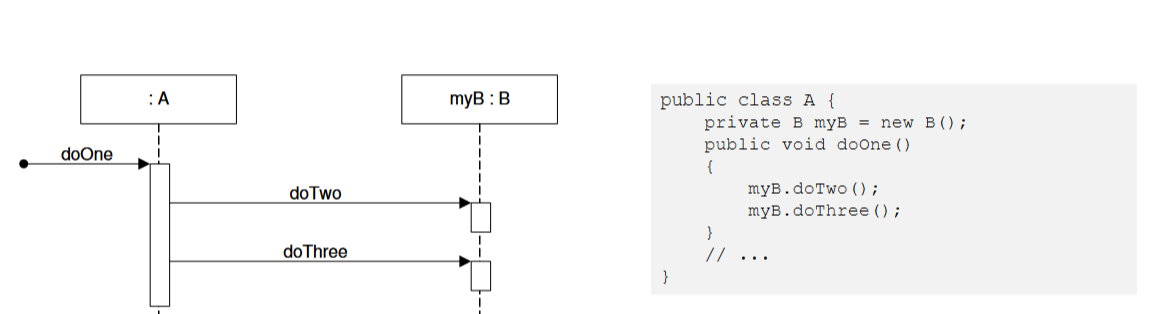 : A
myB : B
doOne
doTwo
doThree
public class A {
    private B myB = new B();
    public void doOne()
    {
        myB.doTwo();
        myB.doThree();
    }
    // ...
}